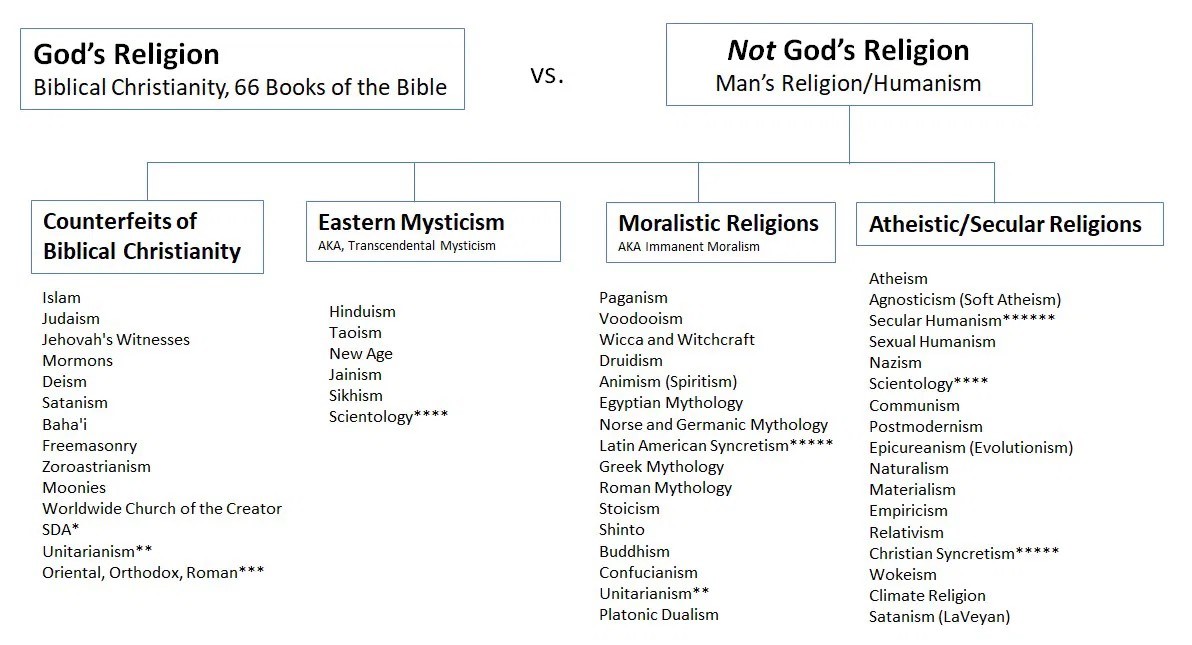 God's Religion
Biblical Christianity, 66 Books of the Bible
vs.
Not God's Religion
Man's Religion/Humanism
Counterfeits of
Biblical Christianity
Islam
Judaism
Jehovah's Witnesses
Mormons
Deism
Satanism
Baha'i
Freemasonry
Zoroastrianism
Moonies
Worldwide Church of the Creator
SDA*
Unitarianism**
Oriental, Orthodox, Roman***
Eastern Mysticism
AKA, Transcendental Mysticism
Hinduism
Taoism
New Age
Jainism
Sikhism
Scientology****
Moralistic Religions
AKA Immanent Moralism
Paganism
Voodooism
Wicca and Witchcraft
Druidism
Animism (Spiritism)
Egyptian Mythology
Norse and Germanic Mythology
Latin American Syncretism*****
Greek Mythology
Roman Mythology
Stoicism
Shinto
Buddhism
Confucianism
Unitarianism**
Platonic Dualism
Atheistic/Secular Religions
Atheism
Agnosticism (Soft Atheism)
Secular Humanism******
Sexual Humanism
Nazism
Scientology****
Communism
Postmodernism
Epicureanism (Evolutionism)
Naturalism
Materialism
Empiricism
Relativism
Christian Syncretism*****
Wokeism
Climate Religion
Satanism (LaVeyan)